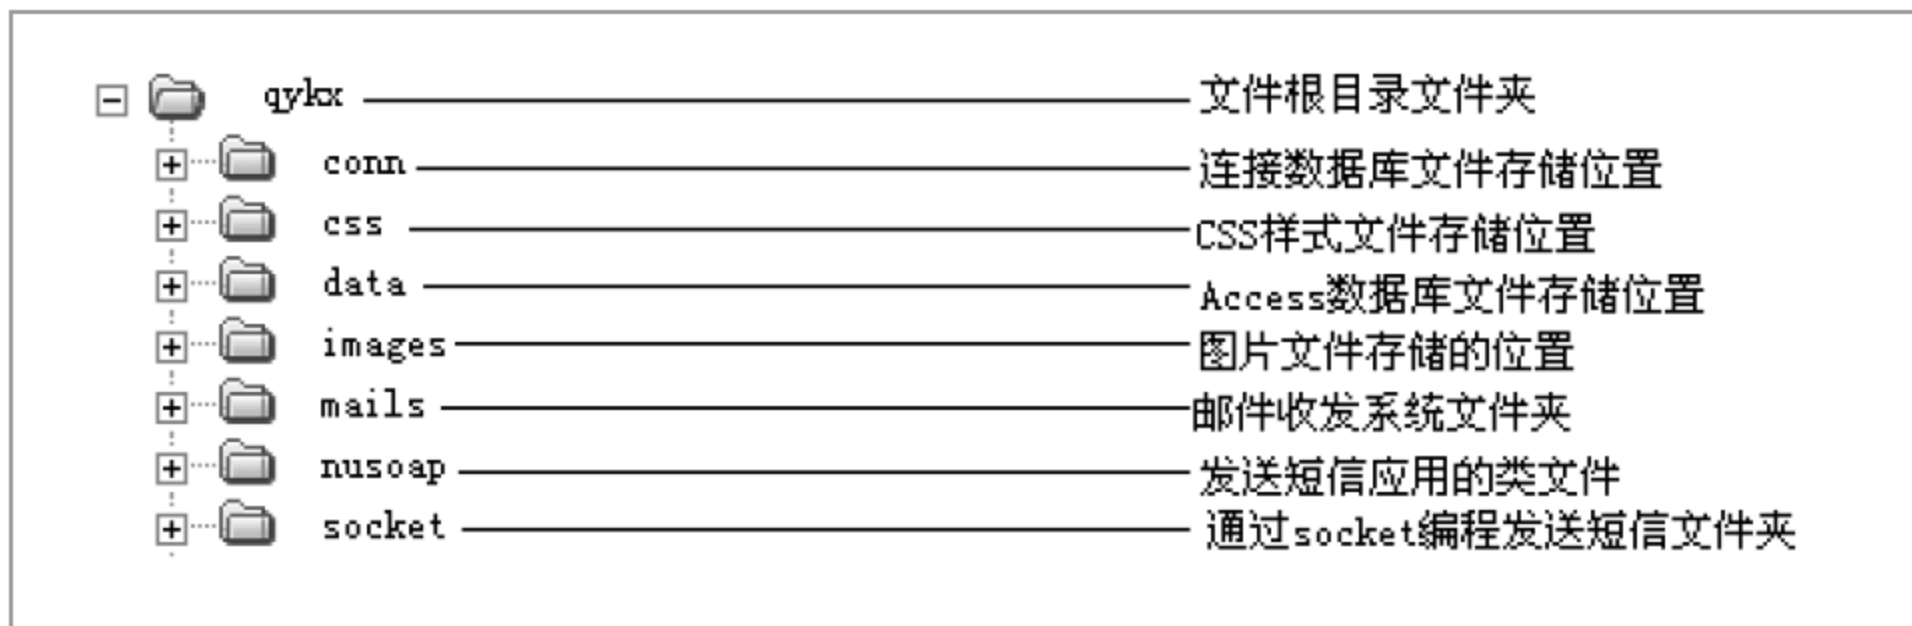 qykx 文件根目录文件夹
conn 连接数据库文件存储位置
css CSS样式文件存储位置
data Access数据库文件存储位置
images 图片文件存储的位置
mails 邮件收发系统文件夹
nusoap 发送短信应用的类文件
socket 通过socket编程发送短信文件夹